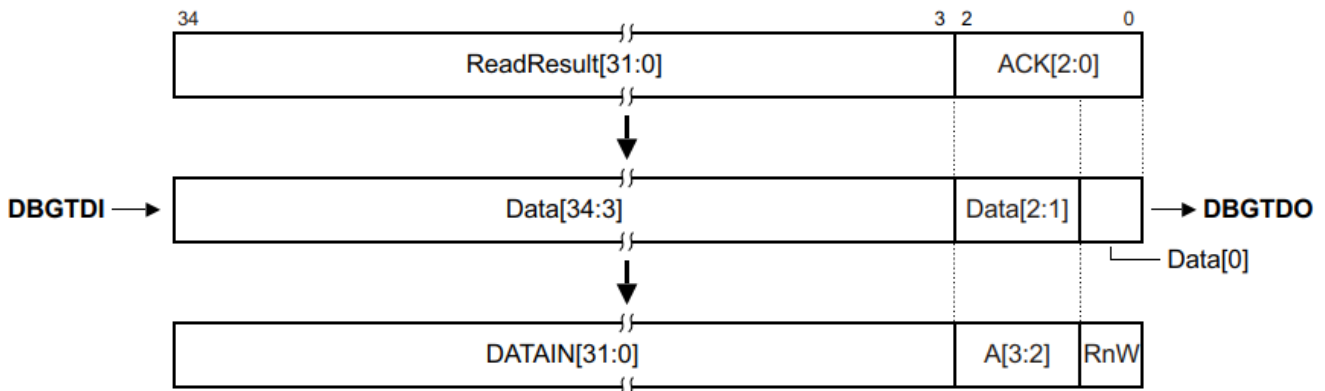 34 3 2 0
ReadResult[31:0] ACK[2:0]
DBGTDI Data[34:3] Data[2:1] DBGTDO
Data[0]
DATAIN[31:0] A[3:2] RnW